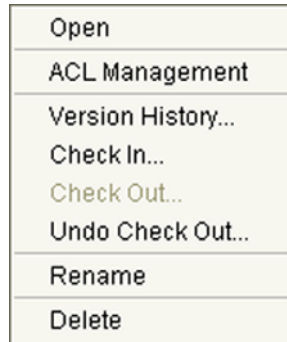 Open
ACL Management
Version History...
Check In...
Check Out...
Undo Check Out...
Rename
Delete